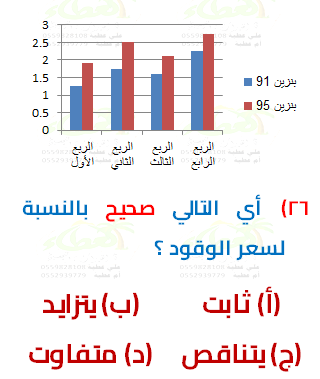 3
2.5
2
1.5
1
0.5
0
بنزين 91
بنزين 95
الربع الأول
الربع الثاني
الربع الثالث
الربع الرابع
٢٦) أي التالي صحيح بالنسبة
لسعر الوقود ؟
(أ) ثابت (ب) يتزايد
(ج) يتناقص (د) متفاوت